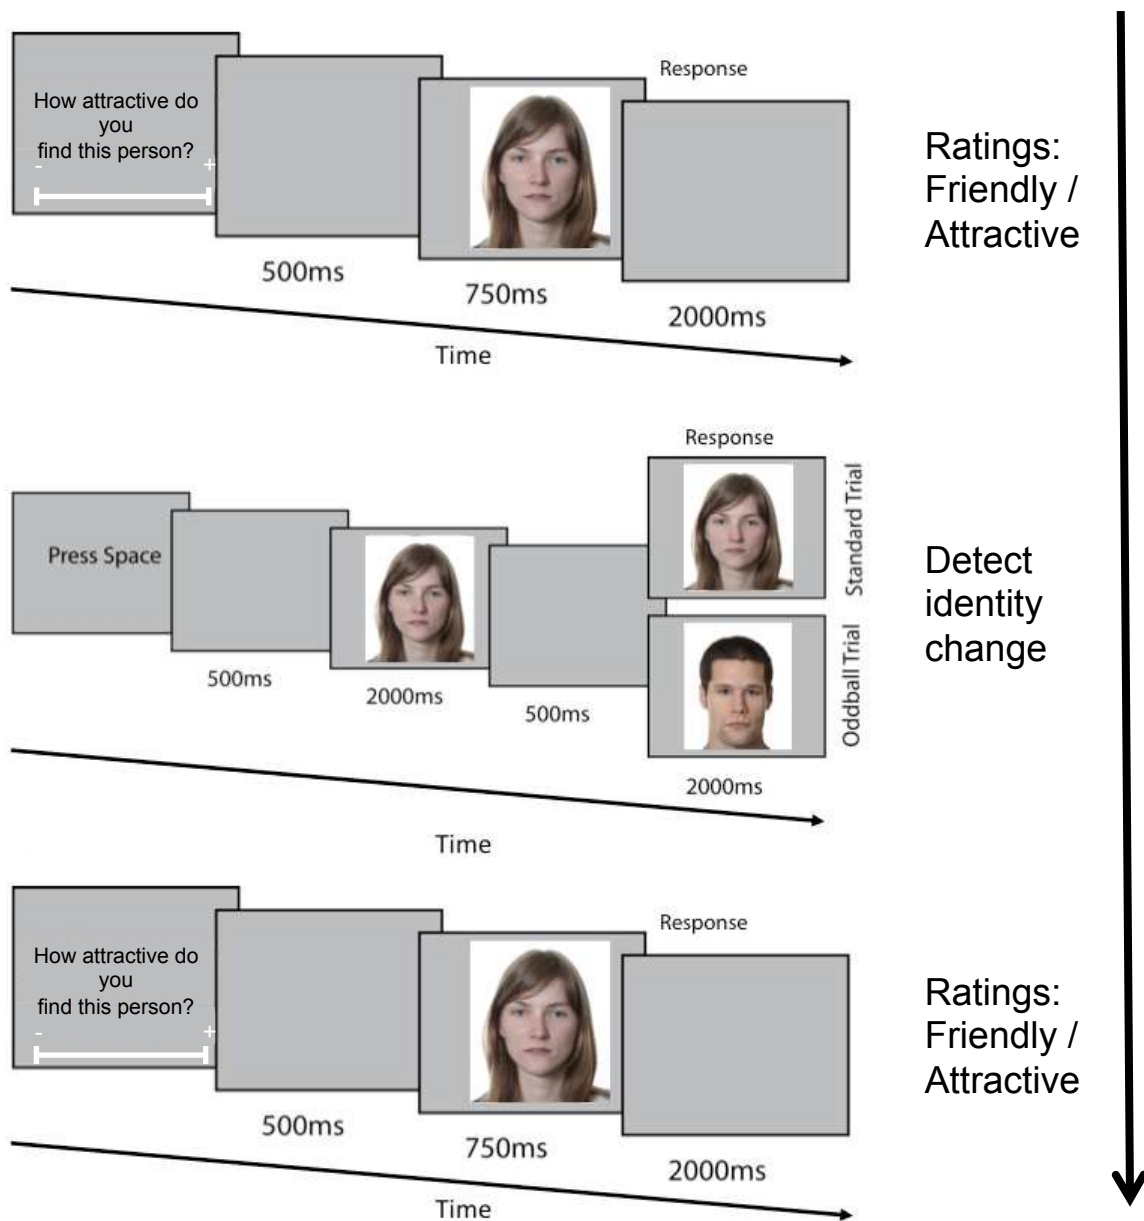 How attractive do
you
find this person?
- +
Response
500ms
750ms
2000ms
Time
Ratings:
Friendly /
Attractive
Response
Press Space
500ms
2000ms
500ms
Standard Trial
Oddball Trial
2000ms
Time
Detect
identity
change
How attractive do
you
find this person?
- +
Response
500ms
750ms
2000ms
Time
Ratings:
Friendly /
Attractive